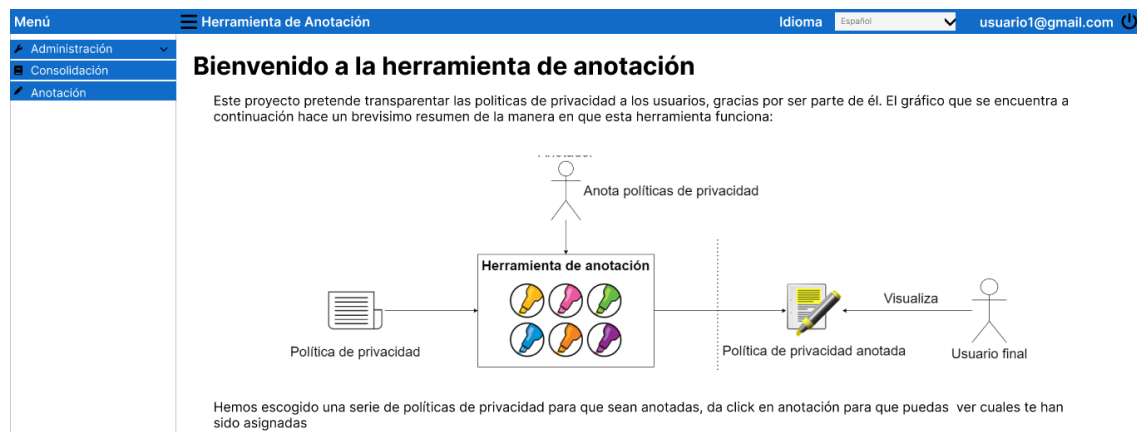 Menú
Herramienta de Anotación
Idioma
Español
usuario1@gmail.com
Administración
Consolidación
Anotación
Bienvenido a la herramienta de anotación
Este proyecto pretende transparentar las politicas de privacidad a los usuarios, gracias por ser parte de él. El gráfico que se encuentra a
continuación hace un brevisimo resumen de la manera en que esta herramienta funciona:
Anota políticas de privacidad
Herramienta de anotación
Visualiza
Política de privacidad
Política de privacidad anotada
Usuario final
Hemos escogido una serie de políticas de privacidad para que sean anotadas, da click en anotación para que puedas ver cuales te han
sido asignadas